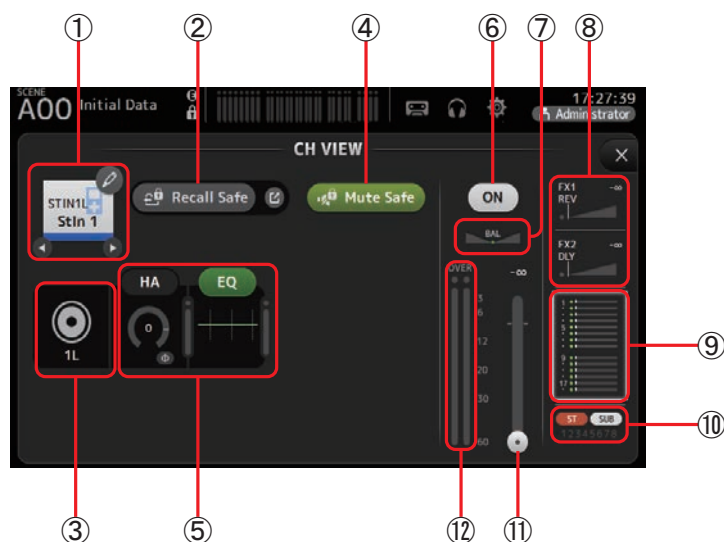 ① ② ④ ⑥ ⑦ ⑧
SCENE
A00 Initial Data
17:27:39
Administrator
CH VIEW
STIN1L
StIn 1
Recall Safe
Mute Safe
ON
BAL
FX1 -∞
REV
FX2 -∞
DLY
HA
EQ
0
1L
OVER
-∞
3
6
12
20
30
60
1
5
9
17
ST SUB
12345678
⑨
⑩
③ ⑤ ⑫ ⑪